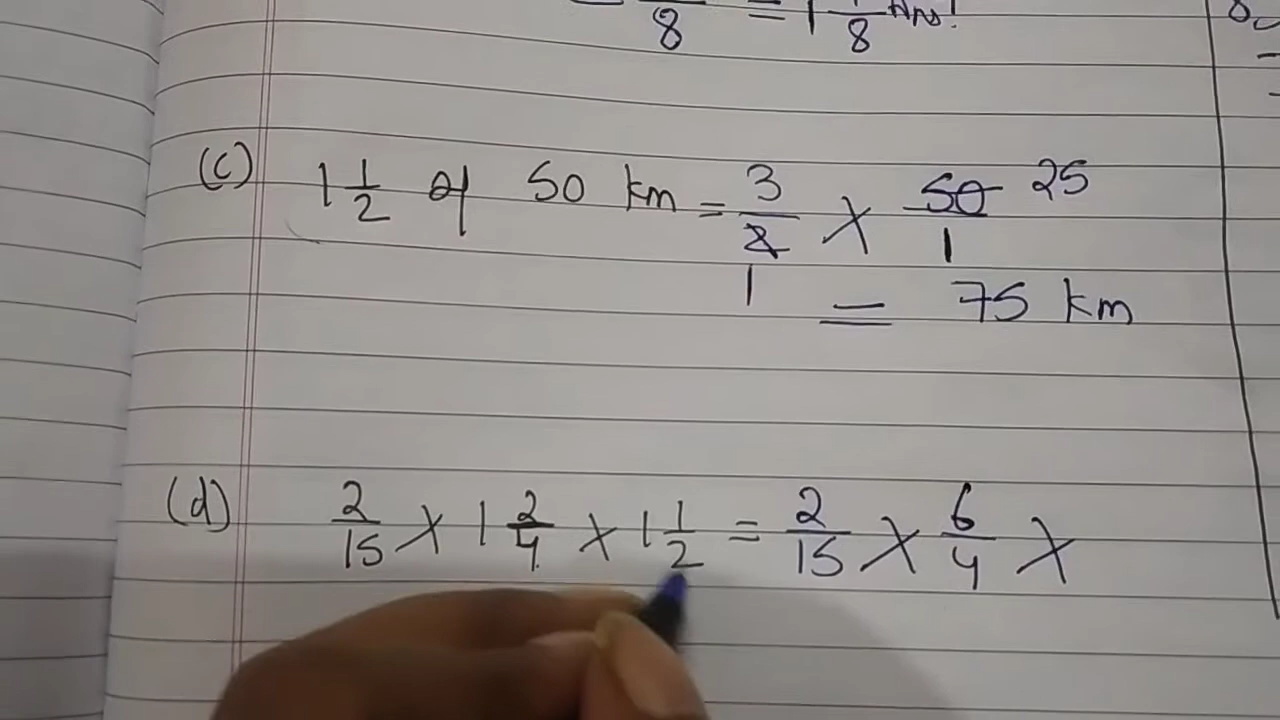 8 = 1 1/8 Ans!
(c) 1 1/2 of 50 km = 3/2 × 50/1 25
1 = 75 km
(d) 2/15 × 1 2/4 × 1 1/2 = 2/15 × 6/4 ×